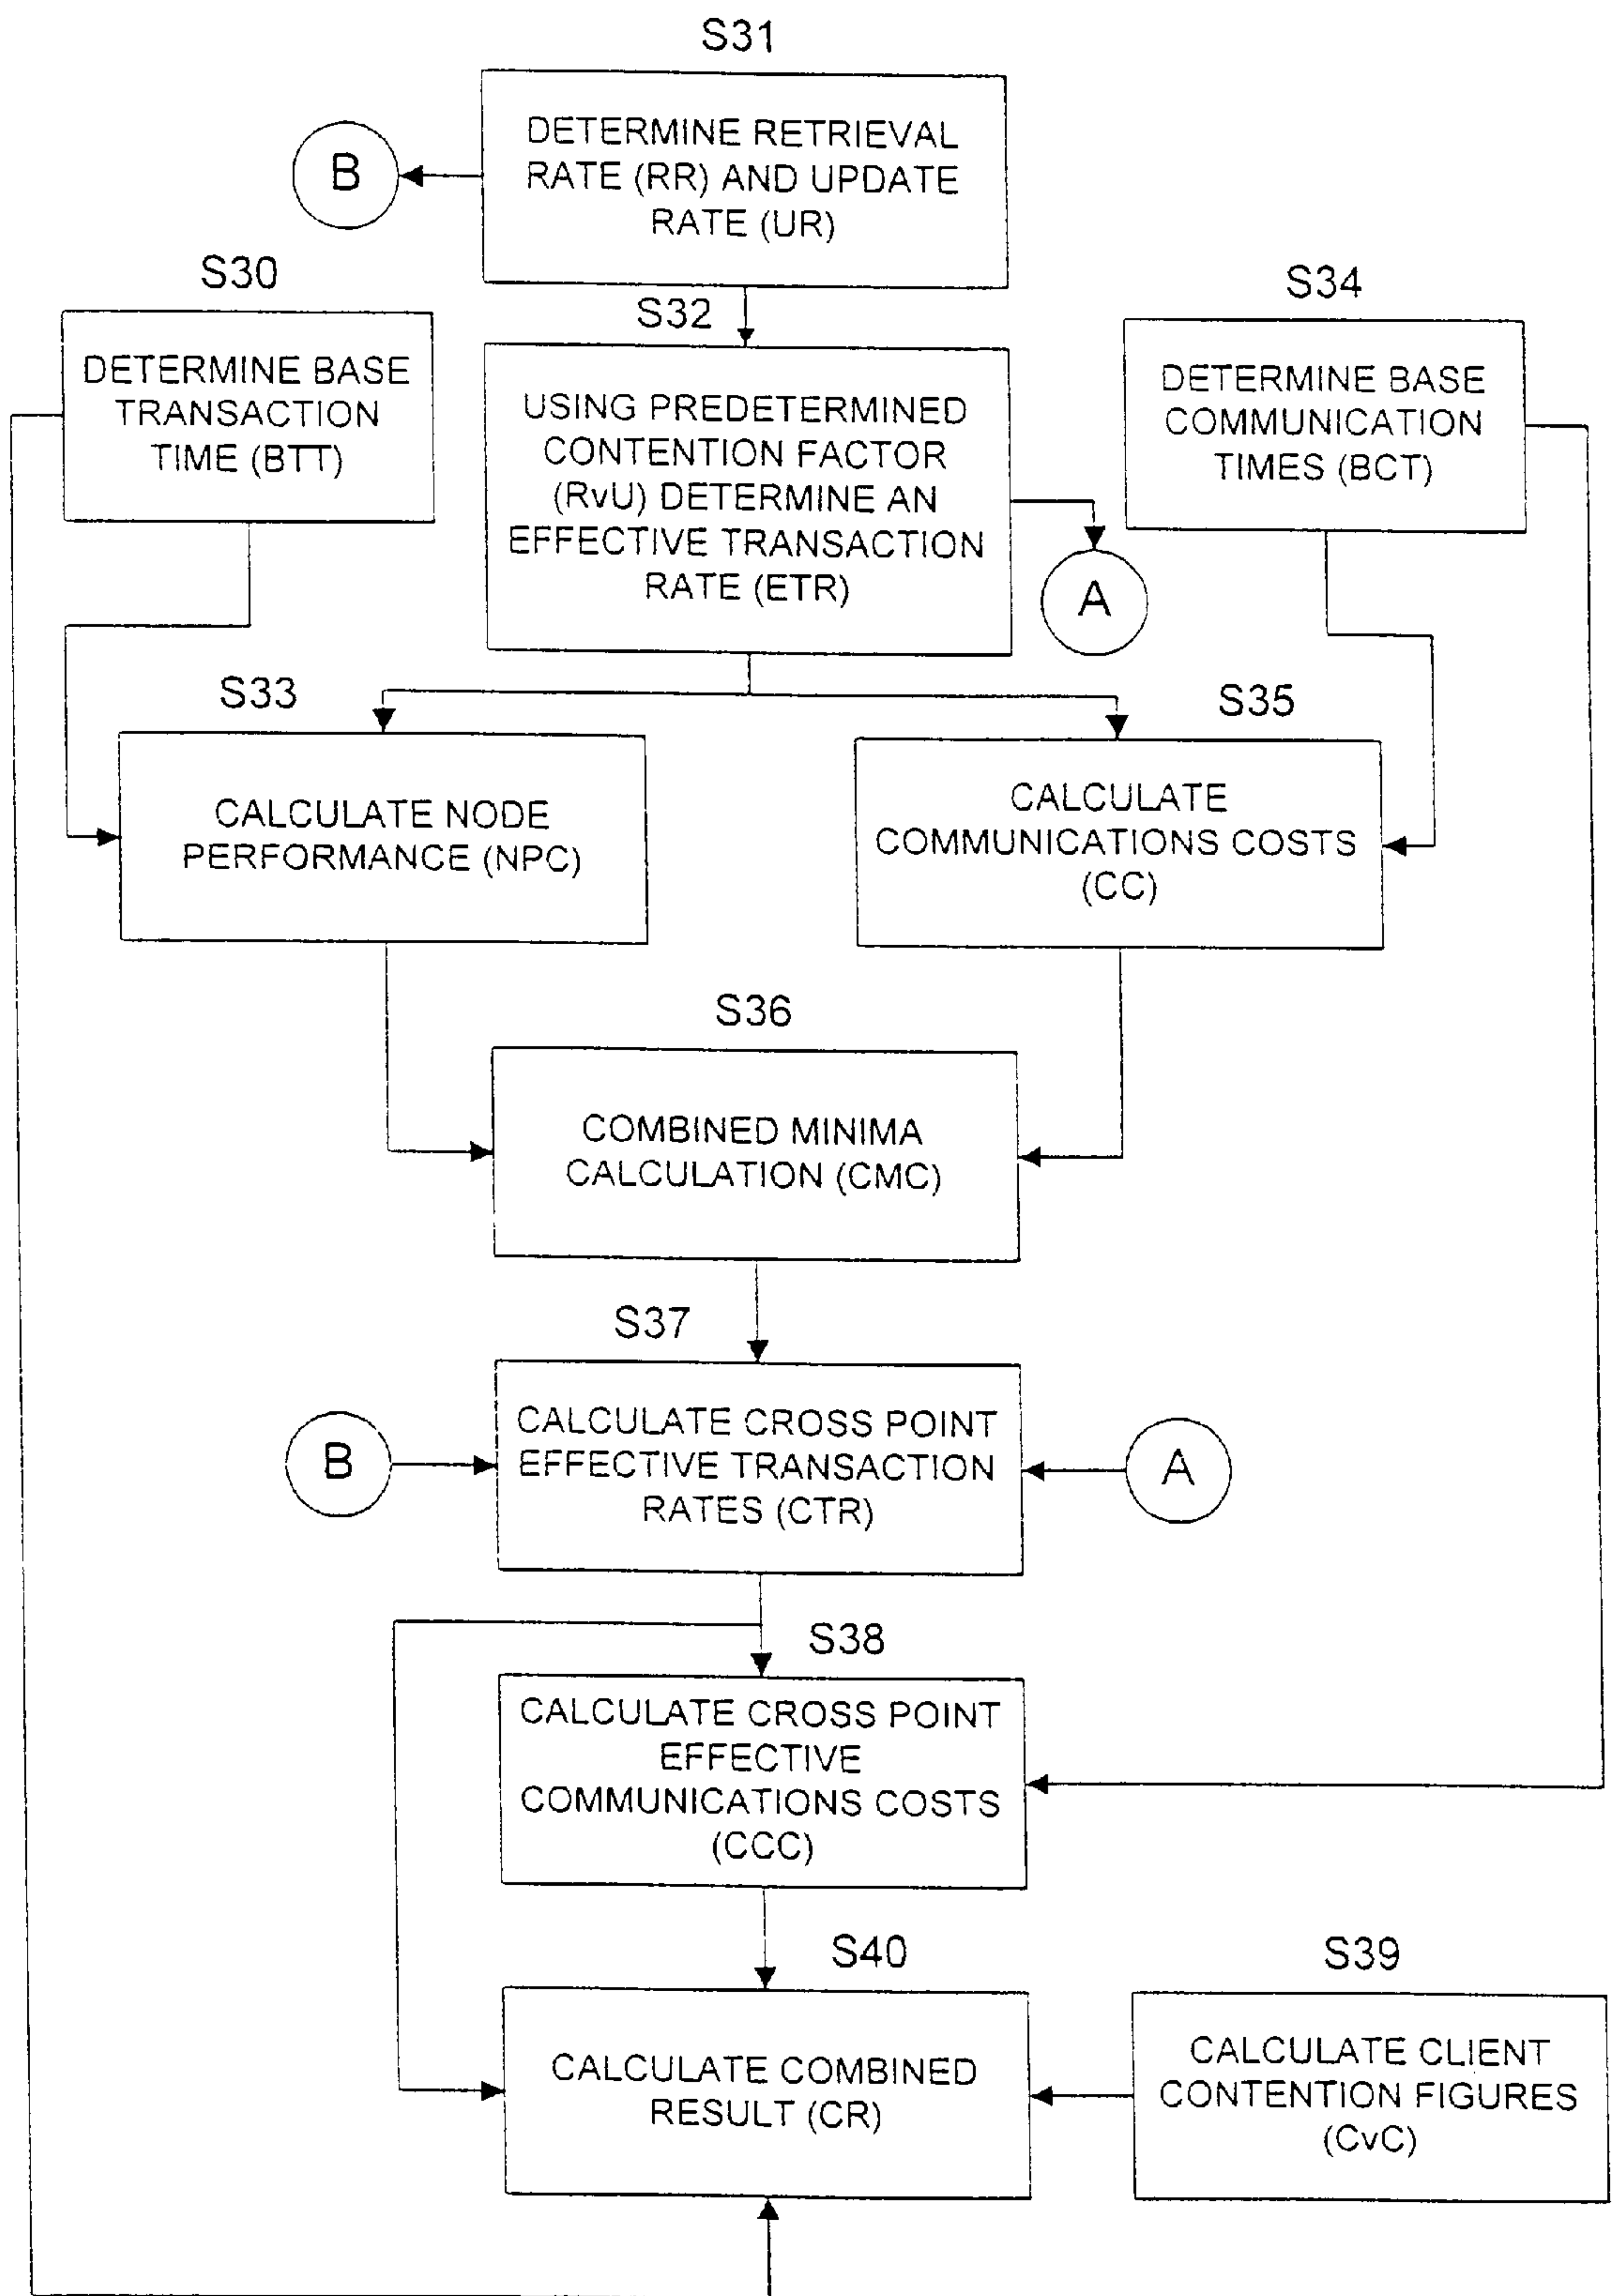 S31
DETERMINE RETRIEVAL
RATE (RR) AND UPDATE
RATE (UR)
B
S30
DETERMINE BASE
TRANSACTION
TIME (BTT)
S32
USING PREDETERMINED
CONTENTION FACTOR
(RvU) DETERMINE AN
EFFECTIVE TRANSACTION
RATE (ETR)
S34
DETERMINE BASE
COMMUNICATION
TIMES (BCT)
A
S33
CALCULATE NODE
PERFORMANCE (NPC)
S35
CALCULATE
COMMUNICATIONS COSTS
(CC)
S36
COMBINED MINIMA
CALCULATION (CMC)
S37
B
CALCULATE CROSS POINT
EFFECTIVE TRANSACTION
RATES (CTR)
A
S38
CALCULATE CROSS POINT
EFFECTIVE
COMMUNICATIONS COSTS
(CCC)
S40
CALCULATE COMBINED
RESULT (CR)
S39
CALCULATE CLIENT
CONTENTION FIGURES
(CvC)